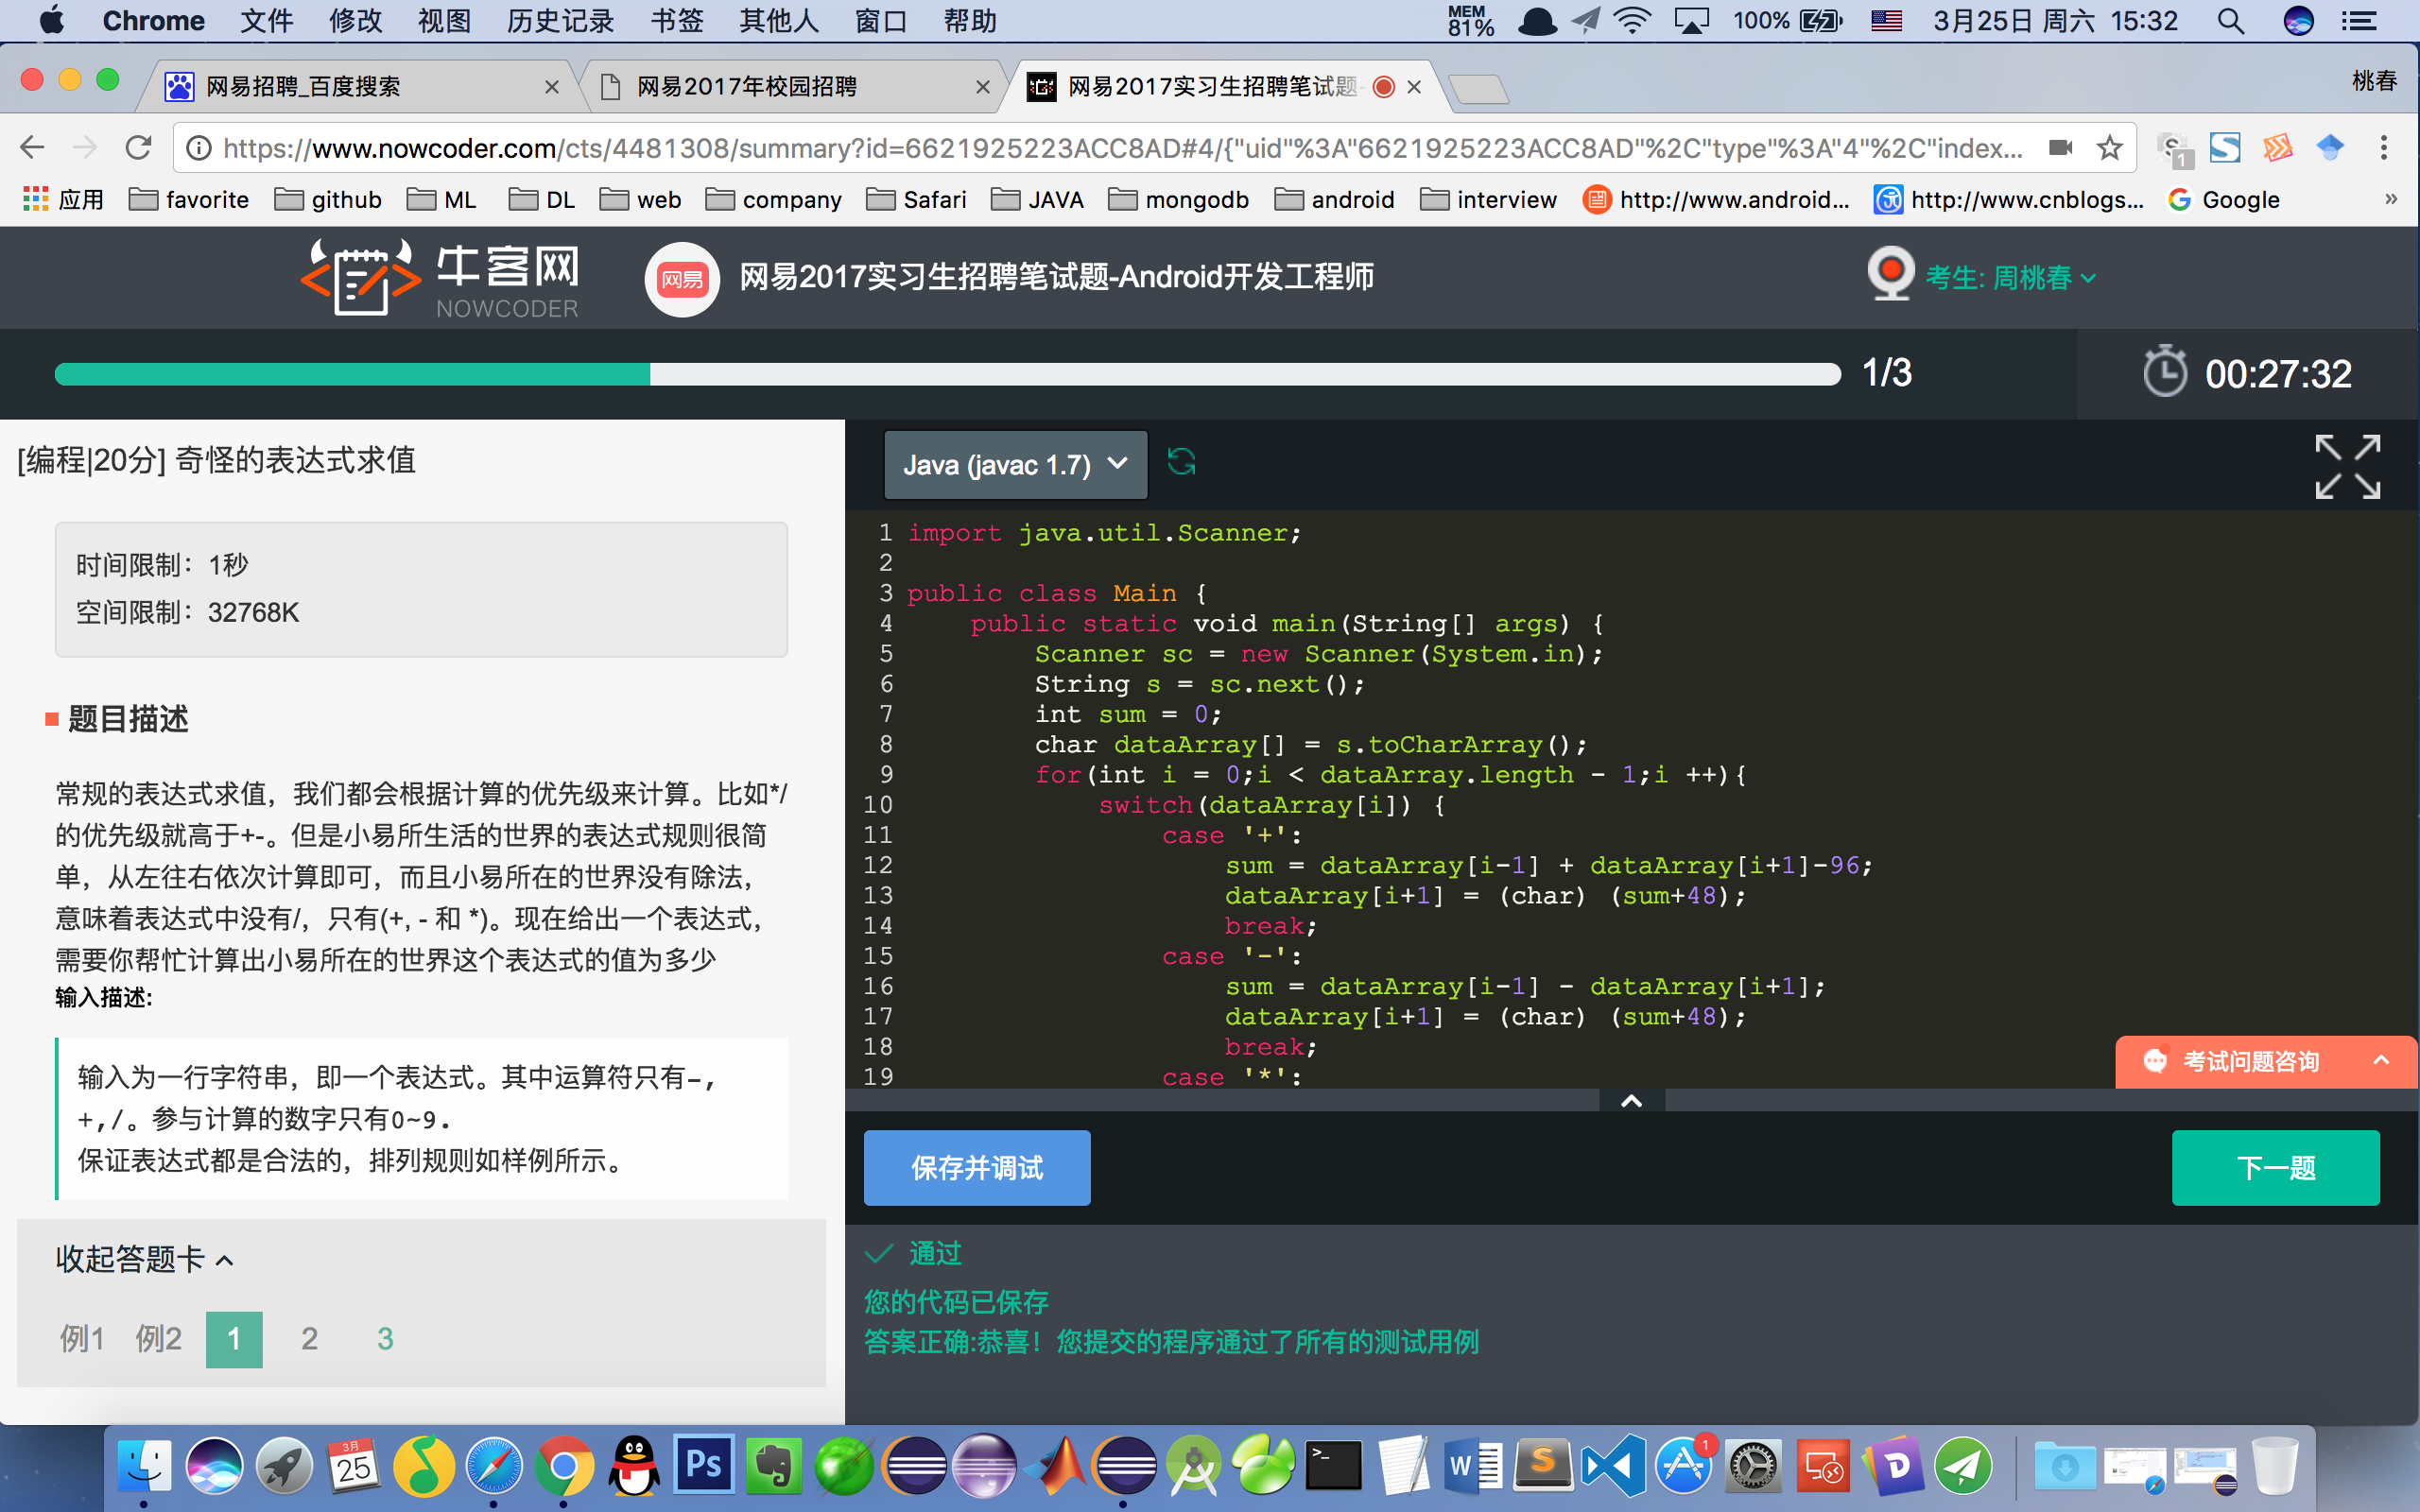 Chrome 文件 修改 视图 历史记录 书签 其他人 窗口 帮助 MEM 81% 100% 3月25日 周六 15:32
网易招聘_百度搜索 网易2017年校园招聘 网易2017实习生招聘笔试题- 桃春
https://www.nowcoder.com/cts/4481308/summary?id=6621925223ACC8AD#4/{"uid"%3A"6621925223ACC8AD"%2C"type"%3A"4"%2C"index... 1
应用 favorite github ML DL web company Safari JAVA mongodb android interview http://www.android... http://www.cnblogs... Google »
牛客网
NOWCODER
网易
网易2017实习生招聘笔试题-Android开发工程师
考生: 周桃春
1/3
00:27:32
[编程|20分] 奇怪的表达式求值
时间限制：1秒
空间限制：32768K
题目描述
常规的表达式求值，我们都会根据计算的优先级来计算。比如*/
的优先级就高于+-。但是小易所生活的世界的表达式规则很简
单，从左往右依次计算即可，而且小易所在的世界没有除法，
意味着表达式中没有/，只有(+, - 和 *)。现在给出一个表达式，
需要你帮忙计算出小易所在的世界这个表达式的值为多少
输入描述:
输入为一行字符串，即一个表达式。其中运算符只有-,
+,/。参与计算的数字只有0~9.
保证表达式都是合法的，排列规则如样例所示。
收起答题卡
例1 例2 1 2 3
Java (javac 1.7)
1 import java.util.Scanner;
2
3 public class Main {
4 public static void main(String[] args) {
5 Scanner sc = new Scanner(System.in);
6 String s = sc.next();
7 int sum = 0;
8 char dataArray[] = s.toCharArray();
9 for(int i = 0;i < dataArray.length - 1;i ++){
10 switch(dataArray[i]) {
11 case '+':
12 sum = dataArray[i-1] + dataArray[i+1]-96;
13 dataArray[i+1] = (char) (sum+48);
14 break;
15 case '-':
16 sum = dataArray[i-1] - dataArray[i+1];
17 dataArray[i+1] = (char) (sum+48);
18 break;
19 case '*':
考试问题咨询
保存并调试
下一题
通过
您的代码已保存
答案正确:恭喜！您提交的程序通过了所有的测试用例
3月
25
Ps
W
S
1
D